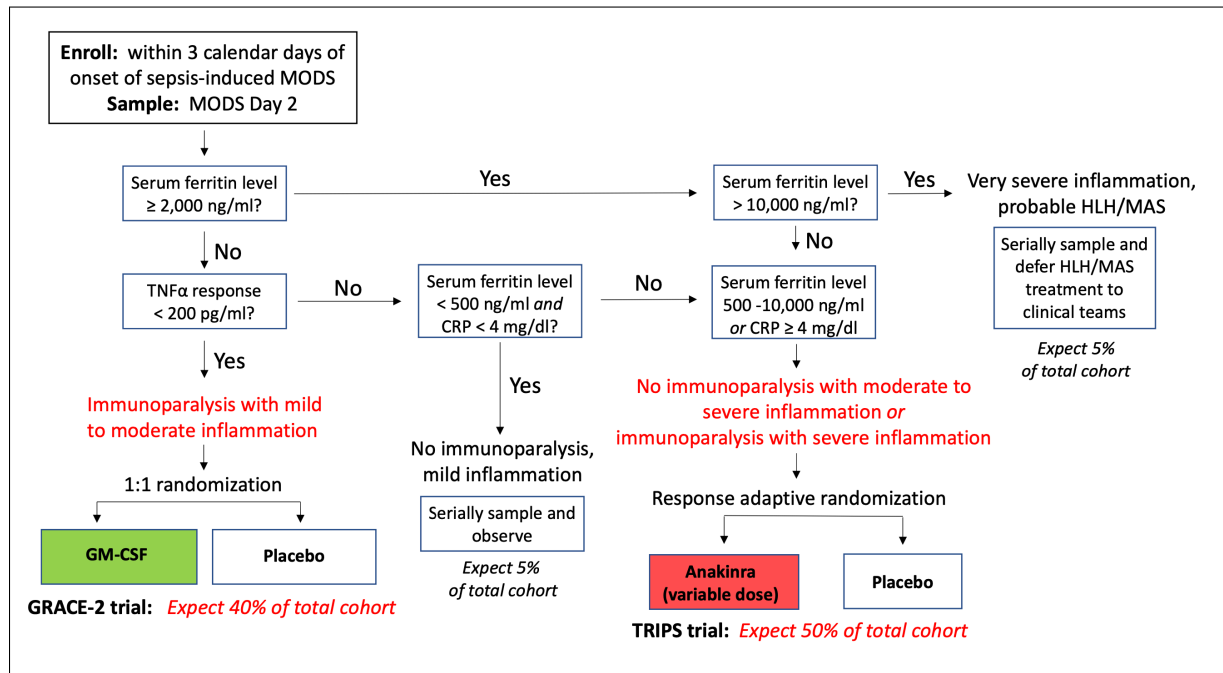 Enroll: within 3 calendar days of
onset of sepsis-induced MODS
Sample: MODS Day 2
Serum ferritin level
≥ 2,000 ng/ml?
Yes
Serum ferritin level
> 10,000 ng/ml?
Yes
Very severe inflammation,
probable HLH/MAS
Serially sample and
defer HLH/MAS
treatment to
clinical teams
Expect 5%
of total cohort
No
No
TNFα response
< 200 pg/ml?
No
Serum ferritin level
< 500 ng/ml and
CRP < 4 mg/dl?
No
Serum ferritin level
500 -10,000 ng/ml
or CRP ≥ 4 mg/dl
Yes
Immunoparalysis with mild
to moderate inflammation
1:1 randomization
GM-CSF
Placebo
GRACE-2 trial: Expect 40% of total cohort
Yes
No immunoparalysis,
mild inflammation
Serially sample and
observe
Expect 5%
of total cohort
No immunoparalysis with moderate to
severe inflammation or
immunoparalysis with severe inflammation
Response adaptive randomization
Anakinra
(variable dose)
Placebo
TRIPS trial: Expect 50% of total cohort